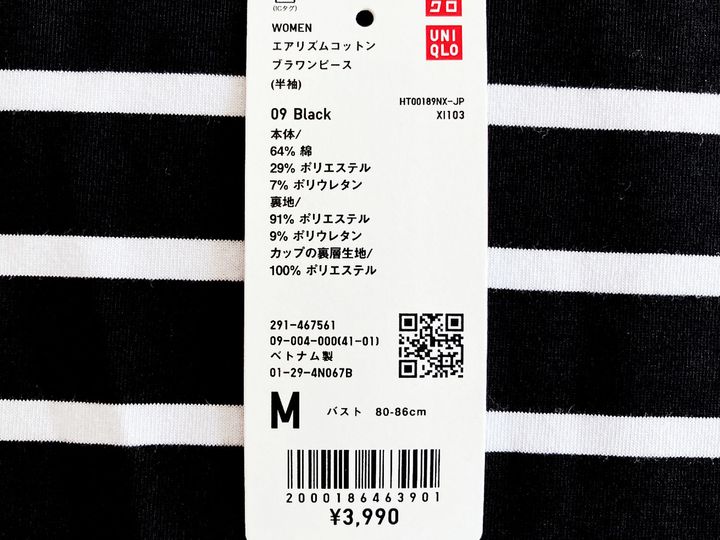 (ICタグ)
クロ
UNI
QLO
WOMEN
エアリズムコットン
ブラワンピース
(半袖)
HT00189NX-JP
XI103
09 Black
本体/
64% 綿
29% ポリエステル
7% ポリウレタン
裏地/
91% ポリエステル
9% ポリウレタン
カップの裏層生地/
100% ポリエステル
291-467561
09-004-000(41-01)
ベトナム製
01-29-4N067B
M バスト 80-86cm
2000186463901
¥3,990